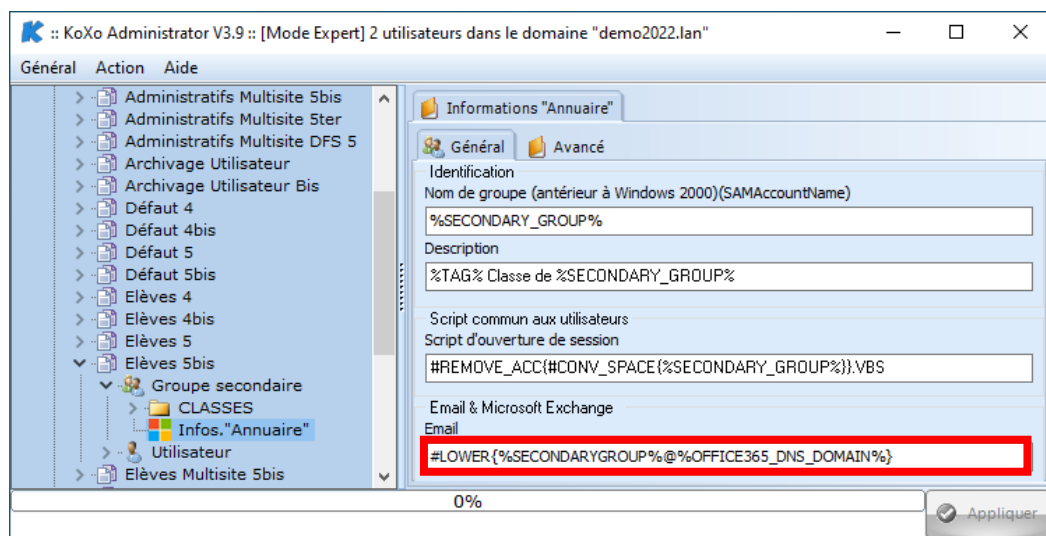 :: KoXo Administrator V3.9 :: [Mode Expert] 2 utilisateurs dans le domaine "demo2022.lan"
Général Action Aide
Administratifs Multisite 5bis
Administratifs Multisite 5ter
Administratifs Multisite DFS 5
Archivage Utilisateur
Archivage Utilisateur Bis
Défaut 4
Défaut 4bis
Défaut 5
Défaut 5bis
Elèves 4
Elèves 4bis
Elèves 5
Elèves 5bis
Groupe secondaire
CLASSES
Infos."Annuaire"
Utilisateur
Elèves Multisite 5bis
Informations "Annuaire"
Général Avancé
Identification
Nom de groupe (antérieur à Windows 2000)(SAMAccountName)
%SECONDARY_GROUP%
Description
%TAG% Classe de %SECONDARY_GROUP%
Script commun aux utilisateurs
Script d'ouverture de session
#REMOVE_ACC{#CONV_SPACE{%SECONDARY_GROUP%}}.VBS
Email & Microsoft Exchange
Email
#LOWER{%SECONDARYGROUP%@%OFFICE365_DNS_DOMAIN%}
0%
Appliquer